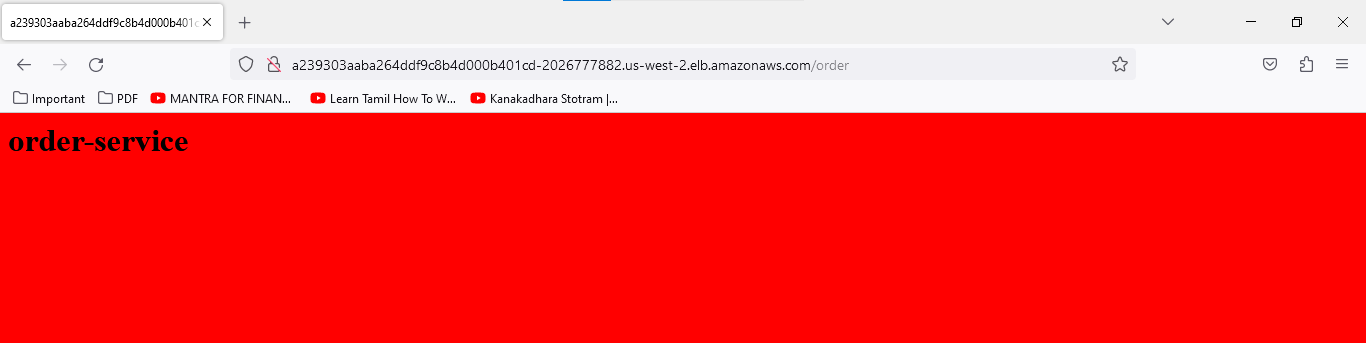 a239303aaba264ddf9c8b4d000b401c
a239303aaba264ddf9c8b4d000b401cd-2026777882.us-west-2.elb.amazonaws.com/order
Important PDF MANTRA FOR FINAN... Learn Tamil How To W... Kanakadhara Stotram |...
order-service